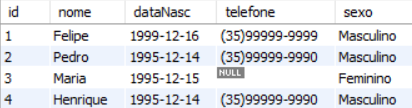 id nome dataNasc telefone sexo
1 Felipe 1999-12-16 (35)99999-9999 Masculino
2 Pedro 1995-12-14 (35)99999-9990 Masculino
3 Maria 1995-12-15 NULL Feminino
4 Henrique 1995-12-14 (35)99999-9990 Masculino